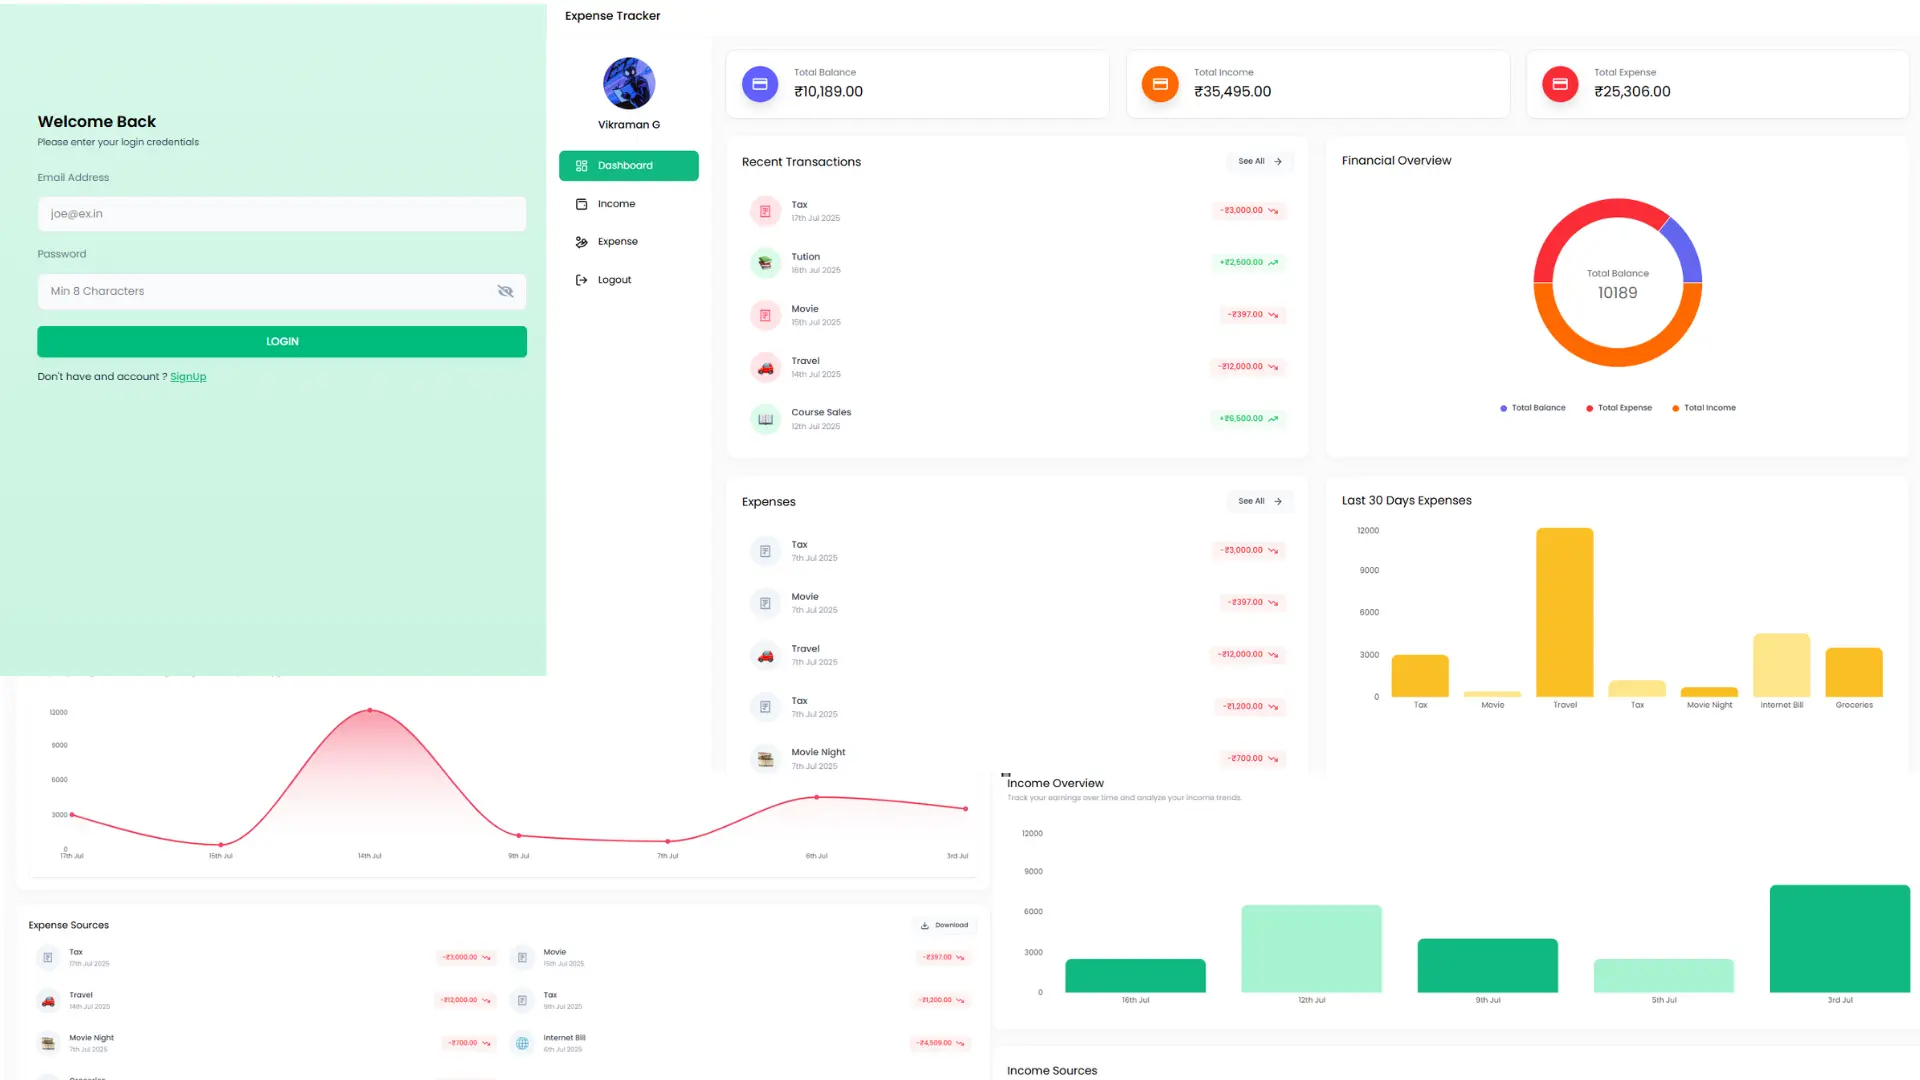 Welcome Back
Please enter your login credentials
Email Address
joe@ex.in
Password
Min 8 Characters
LOGIN
Don't have and account ? SignUp
Expense Tracker
Vikraman G
Dashboard
Income
Expense
Logout
Total Balance
₹10,189.00
Total Income
₹35,495.00
Total Expense
₹25,306.00
Recent Transactions
See All
Tax
17th Jul 2025
-₹3,000.00
Tution
16th Jul 2025
+₹2,500.00
Movie
15th Jul 2025
-₹397.00
Travel
14th Jul 2025
-₹12,000.00
Course Sales
12th Jul 2025
+₹6,500.00
Financial Overview
Total Balance
10189
Total Balance
Total Expense
Total Income
Expenses
See All
Tax
7th Jul 2025
-₹3,000.00
Movie
7th Jul 2025
-₹397.00
Travel
7th Jul 2025
-₹12,000.00
Tax
7th Jul 2025
-₹1,200.00
Movie Night
7th Jul 2025
-₹700.00
Last 30 Days Expenses
12000
9000
6000
3000
0
Tax
Movie
Travel
Tax
Movie Night
Internet Bill
Groceries
12000
9000
6000
3000
0
17th Jul
15th Jul
14th Jul
9th Jul
7th Jul
6th Jul
3rd Jul
Expense Sources
Download
Tax
17th Jul 2025
-₹3,000.00
Movie
15th Jul 2025
-₹397.00
Travel
14th Jul 2025
-₹12,000.00
Tax
9th Jul 2025
-₹1,200.00
Movie Night
7th Jul 2025
-₹700.00
Internet Bill
6th Jul 2025
-₹4,509.00
Groceries
Income Overview
Track your earnings over time and analyze your income trends.
12000
9000
6000
3000
0
16th Jul
12th Jul
9th Jul
5th Jul
3rd Jul
Income Sources